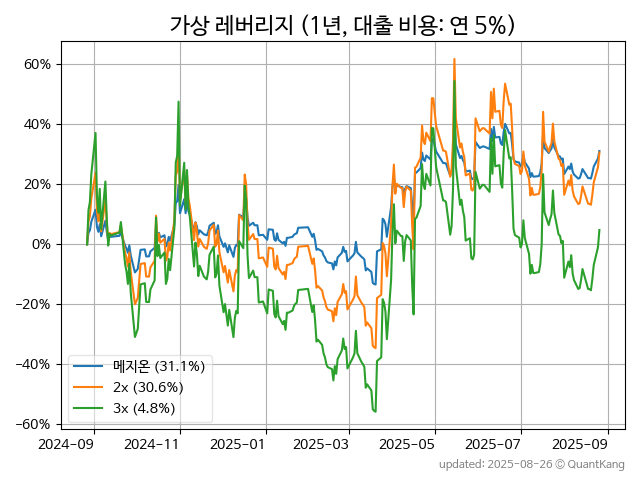 가상 레버리지 (1년, 대출 비용: 연 5%)
60%
40%
20%
0%
−20%
−40%
−60%
메지온 (31.1%)
2x (30.6%)
3x (4.8%)
2024-09
2024-11
2025-01
2025-03
2025-05
2025-07
2025-09
updated: 2025-08-26 © QuantKang